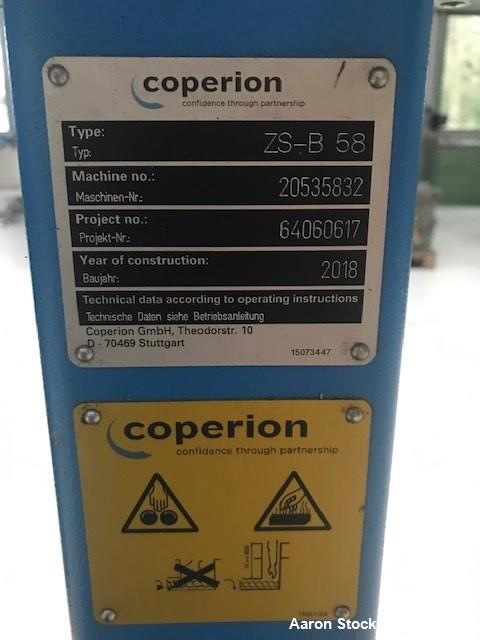 coperion
confidence through partnership
Type:
Typ: ZS-B 58
Machine no.:
Maschinen-Nr.: 20535832
Project no.:
Projekt-Nr.: 64060617
Year of construction:
Baujahr: 2018
Technical data according to operating instructions
Technische Daten siehe Betriebsanleitung
Coperion GmbH, Theodorstr. 10
D - 70469 Stuttgart
15073447
coperion
confidence through partnership
Aaron Stock